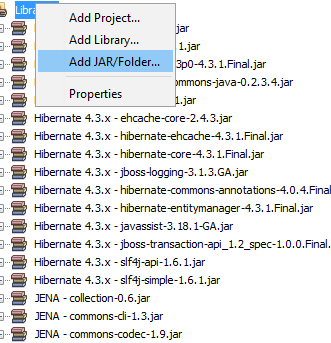 Add Project...
Add Library...
1.jar
Add JAR/Folder...
3p0-4.3.1.Final.jar
ommons-java-0.2.3.4.jar
Properties
.jar
Hibernate 4.3.x - ehcache-core-2.4.3.jar
Hibernate 4.3.x - hibernate-ehcache-4.3.1.Final.jar
Hibernate 4.3.x - hibernate-core-4.3.1.Final.jar
Hibernate 4.3.x - jboss-logging-3.1.3.GA.jar
Hibernate 4.3.x - hibernate-commons-annotations-4.0.4.Final
Hibernate 4.3.x - hibernate-entitymanager-4.3.1.Final.jar
Hibernate 4.3.x - javassist-3.18.1-GA.jar
Hibernate 4.3.x - jboss-transaction-api_1.2_spec-1.0.0.Final.
Hibernate 4.3.x - slf4j-api-1.6.1.jar
Hibernate 4.3.x - slf4j-simple-1.6.1.jar
JENA - collection-0.6.jar
JENA - commons-cli-1.3.jar
JENA - commons-codec-1.9.jar